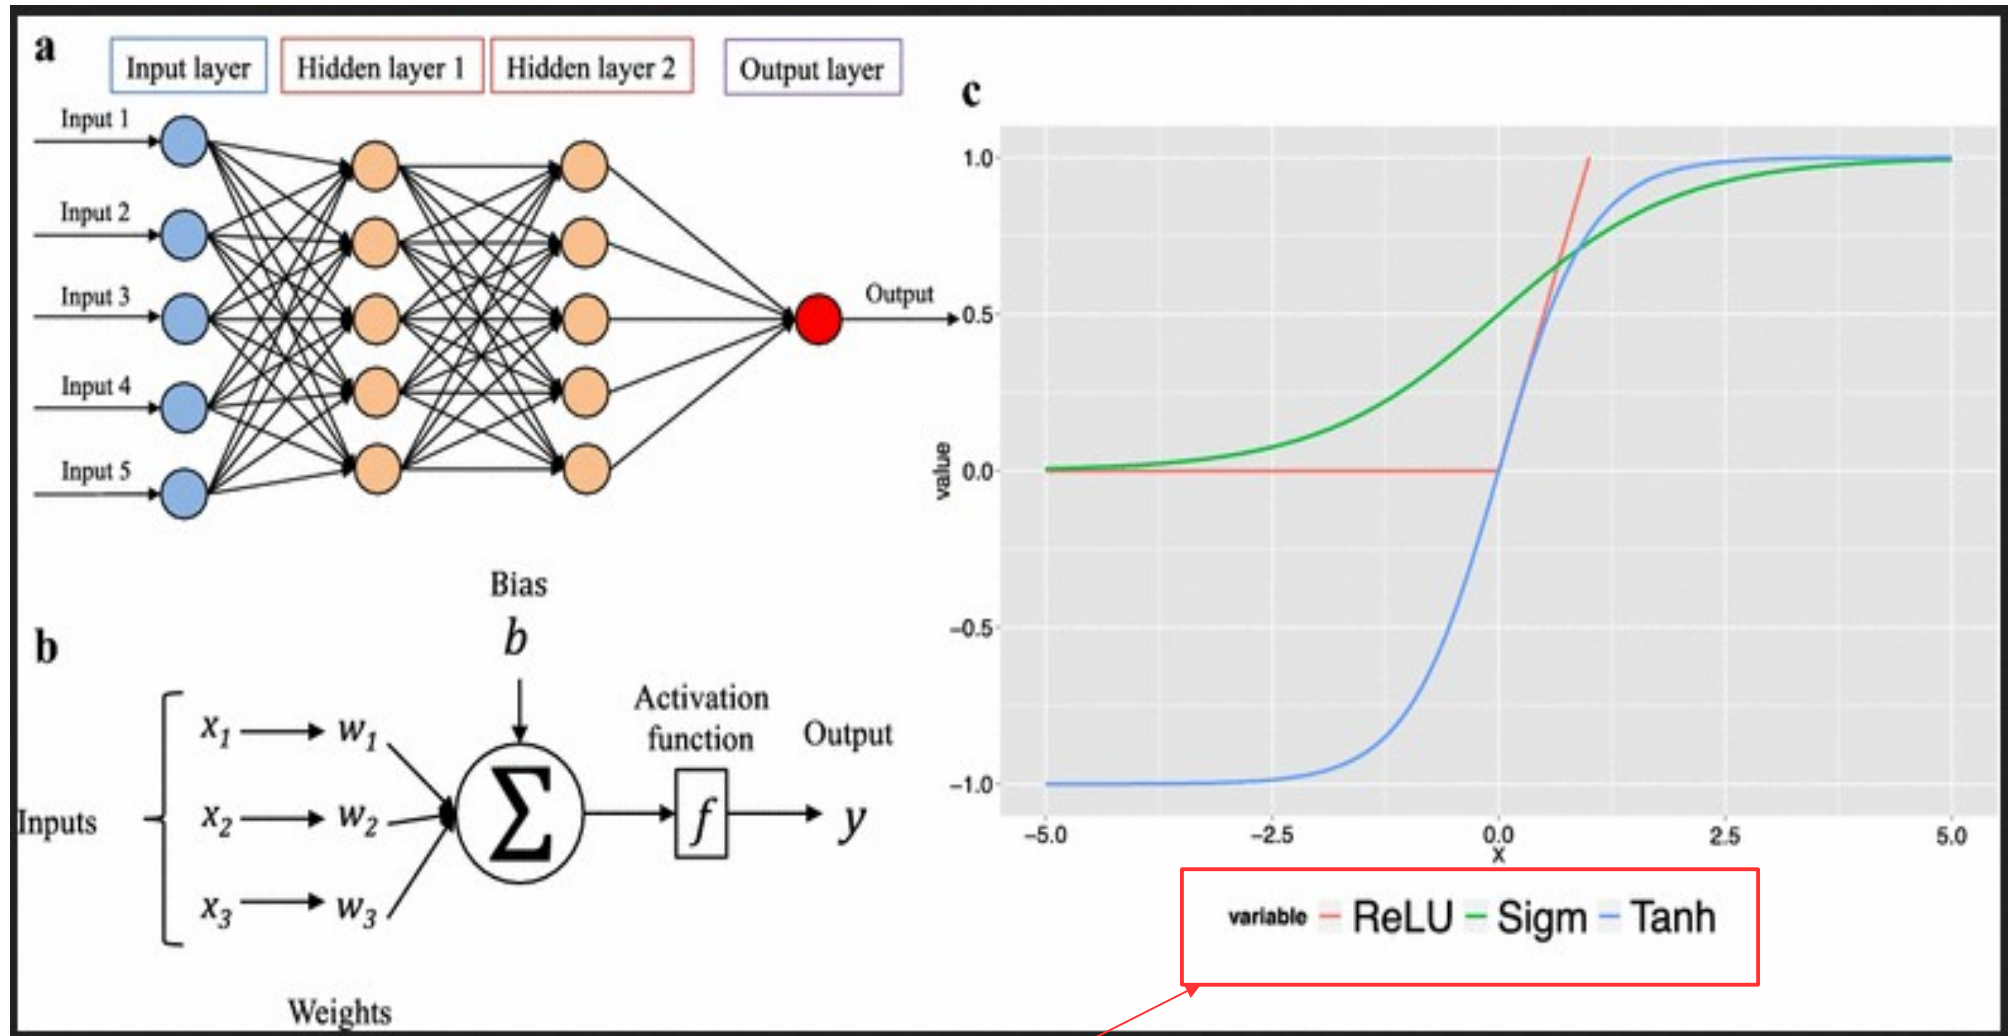 a
Input layer
Hidden layer 1
Hidden layer 2
Output layer
Input 1
Input 2
Input 3
Input 4
Input 5
Output
b
Bias
b
Inputs
x1
w1
x2
w2
x3
w3
Σ
Activation
function
f
Output
y
Weights
c
value
1.0
0.5
0.0
−0.5
−1.0
−5.0
−2.5
0.0
2.5
5.0
x
variable ReLU Sigm Tanh